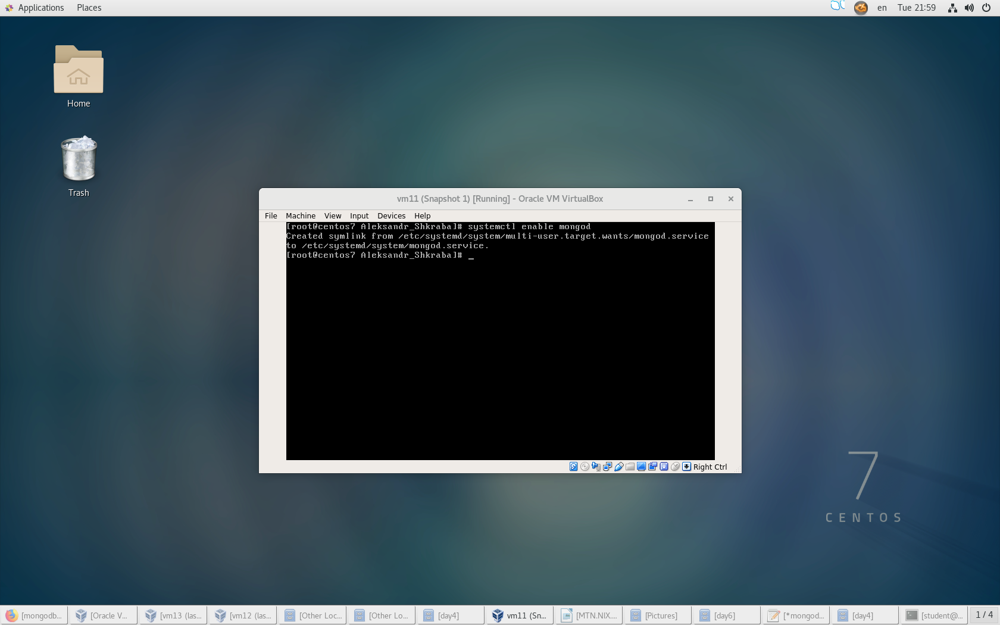 Applications Places en Tue 21:59
Home
Trash
vm11 (Snapshot 1) [Running] - Oracle VM VirtualBox
File Machine View Input Devices Help
[root@centos7 Aleksandr_Shkraba]# systemctl enable mongod
Created symlink from /etc/systemd/system/multi-user.target.wants/mongod.service
to /etc/systemd/system/mongod.service.
[root@centos7 Aleksandr_Shkraba]# _
Right Ctrl
7
CENTOS
[mongodb... [Oracle V... [vm13 (las... [vm12 (las... [Other Loc... [Other Lo... [day4] vm11 (Sn... [MTN.NIX.... [Pictures] [day6] [*mongod... [day4] [student@... 1 / 4